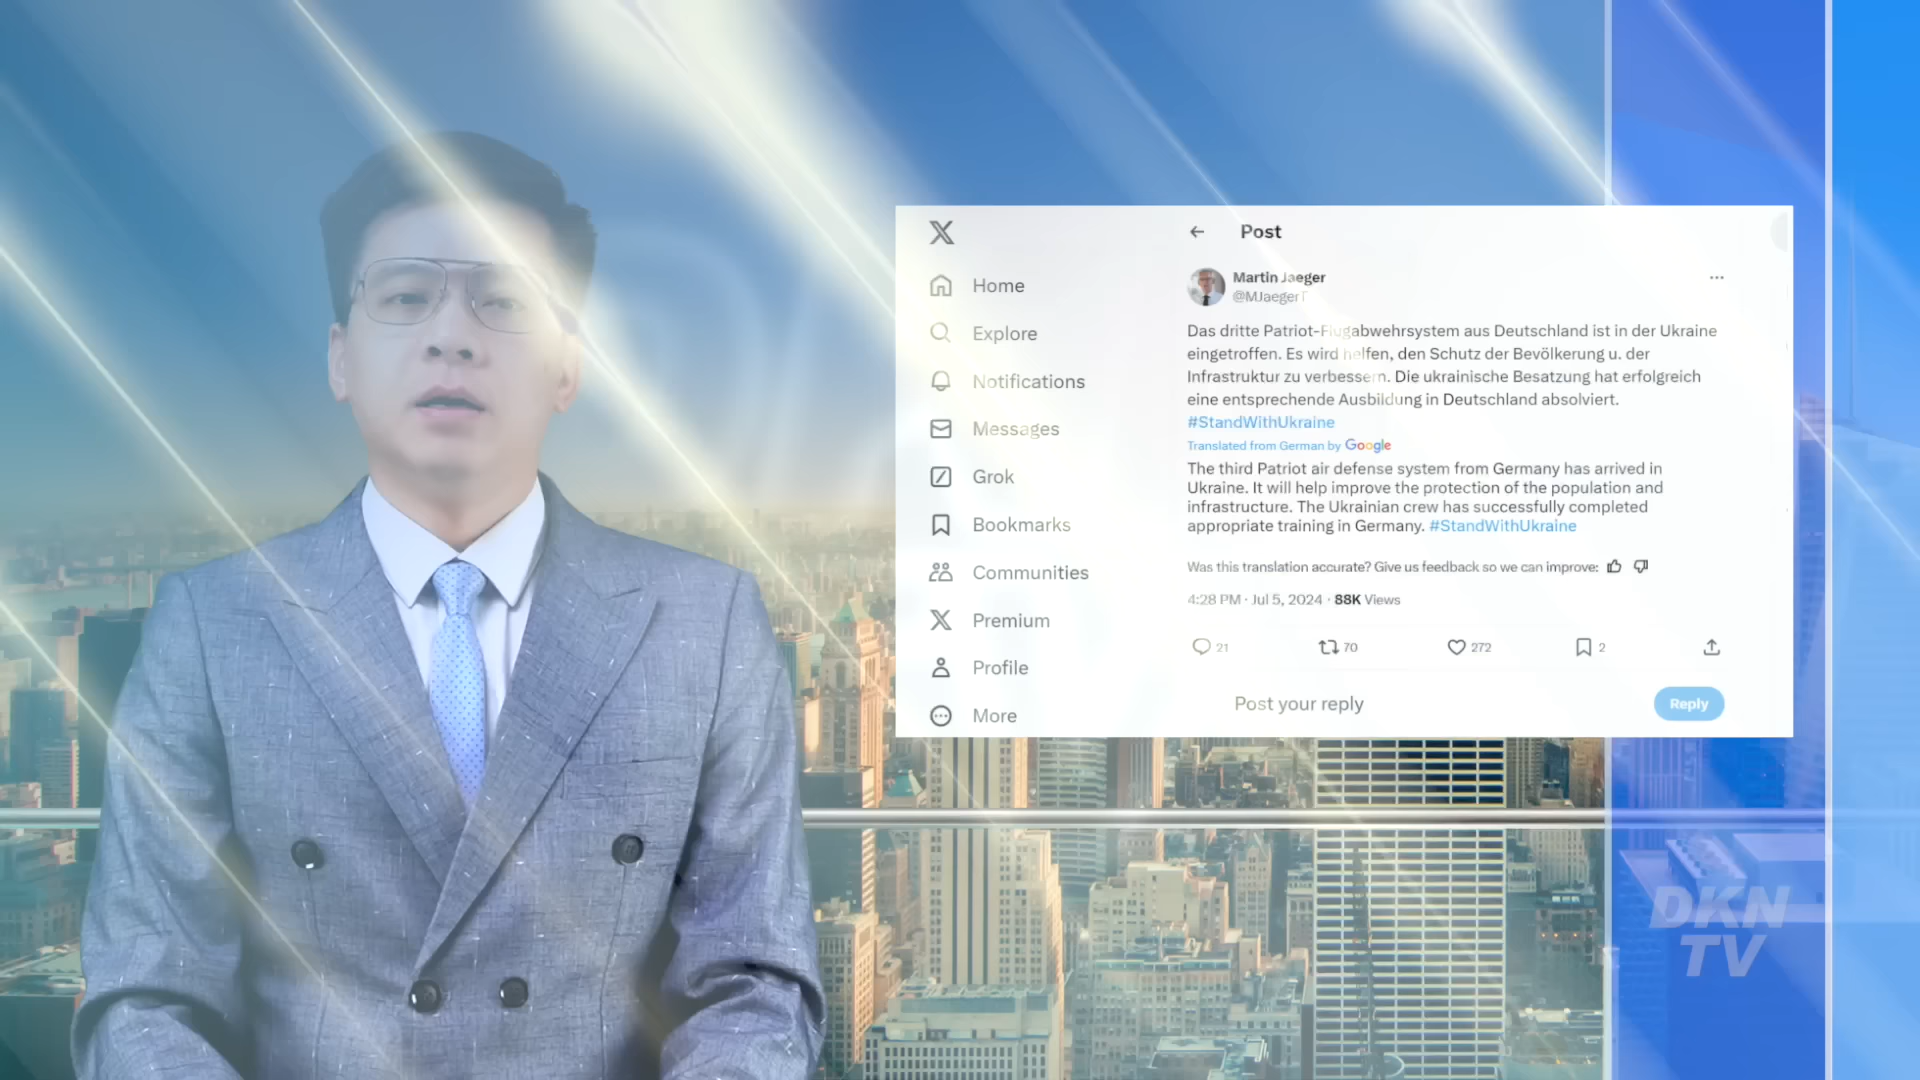 Home
Explore
Notifications
Messages
Grok
Bookmarks
Communities
Premium
Profile
More
Post
Martin Jaeger
@MJaegerT
Das dritte Patriot-Flugabwehrsystem aus Deutschland ist in der Ukraine
eingetroffen. Es wird helfen, den Schutz der Bevölkerung u. der
Infrastruktur zu verbessern. Die ukrainische Besatzung hat erfolgreich
eine entsprechende Ausbildung in Deutschland absolviert.
#StandWithUkraine
Translated from German by Google
The third Patriot air defense system from Germany has arrived in
Ukraine. It will help improve the protection of the population and
infrastructure. The Ukrainian crew has successfully completed
appropriate training in Germany. #StandWithUkraine
Was this translation accurate? Give us feedback so we can improve:
4:28 PM · Jul 5, 2024 · 88K Views
21 70 272 2
Post your reply
Reply
DKN
TV